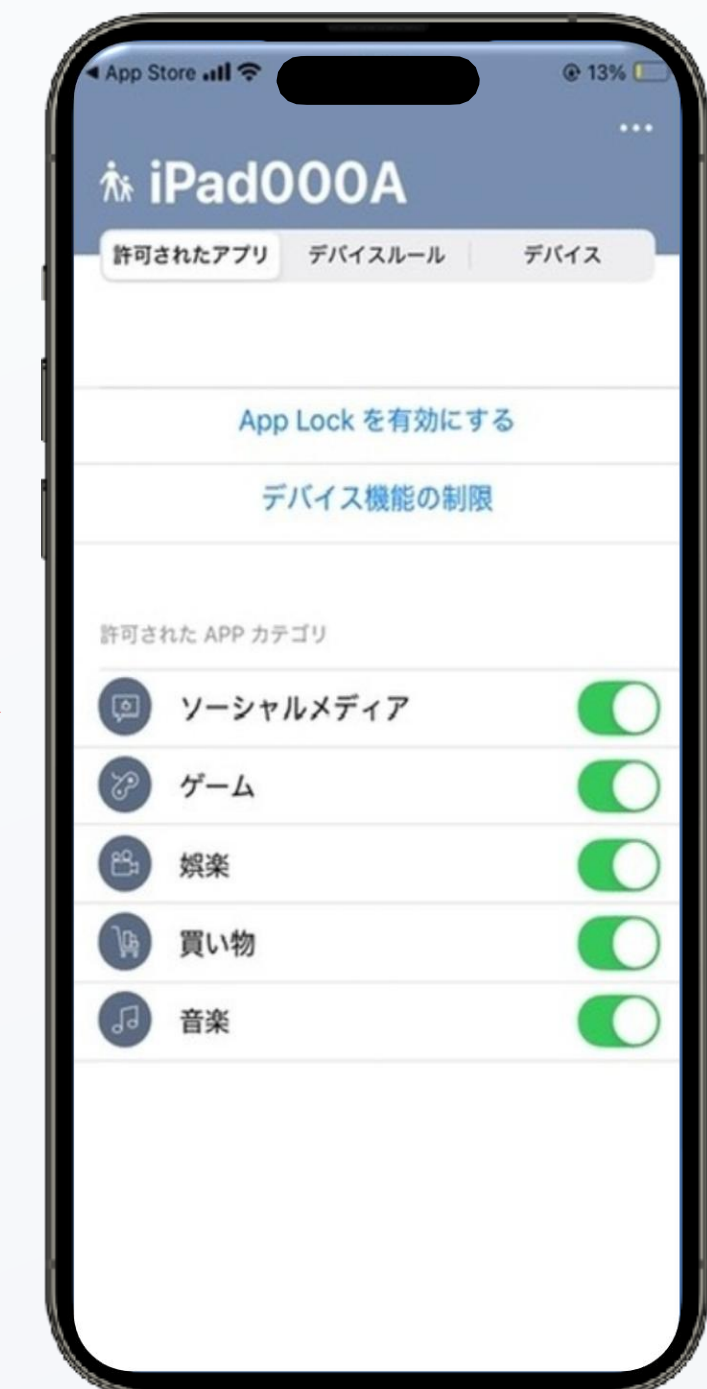 App Store
13%
iPad000A
許可されたアプリ
デバイスルール
デバイス
App Lock を有効にする
デバイス機能の制限
許可された APP カテゴリ
ソーシャルメディア
ゲーム
娯楽
買い物
音楽